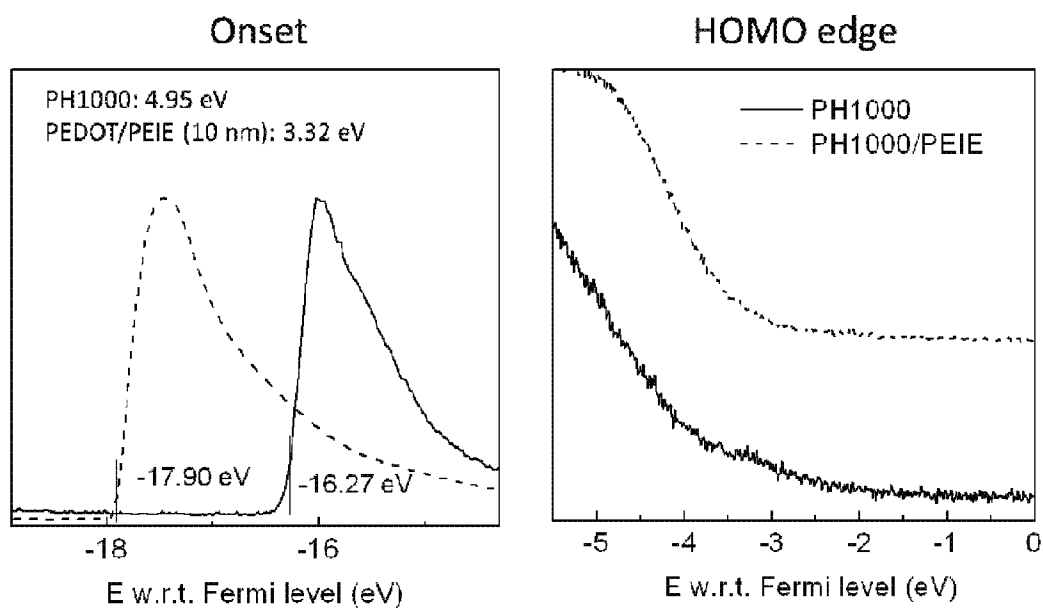 Onset
PH1000: 4.95 eV
PEDOT/PEIE (10 nm): 3.32 eV
-17.90 eV
-16.27 eV
-18
-16
E w.r.t. Fermi level (eV)
HOMO edge
PH1000
PH1000/PEIE
-5
-4
-3
-2
-1
0
E w.r.t. Fermi level (eV)